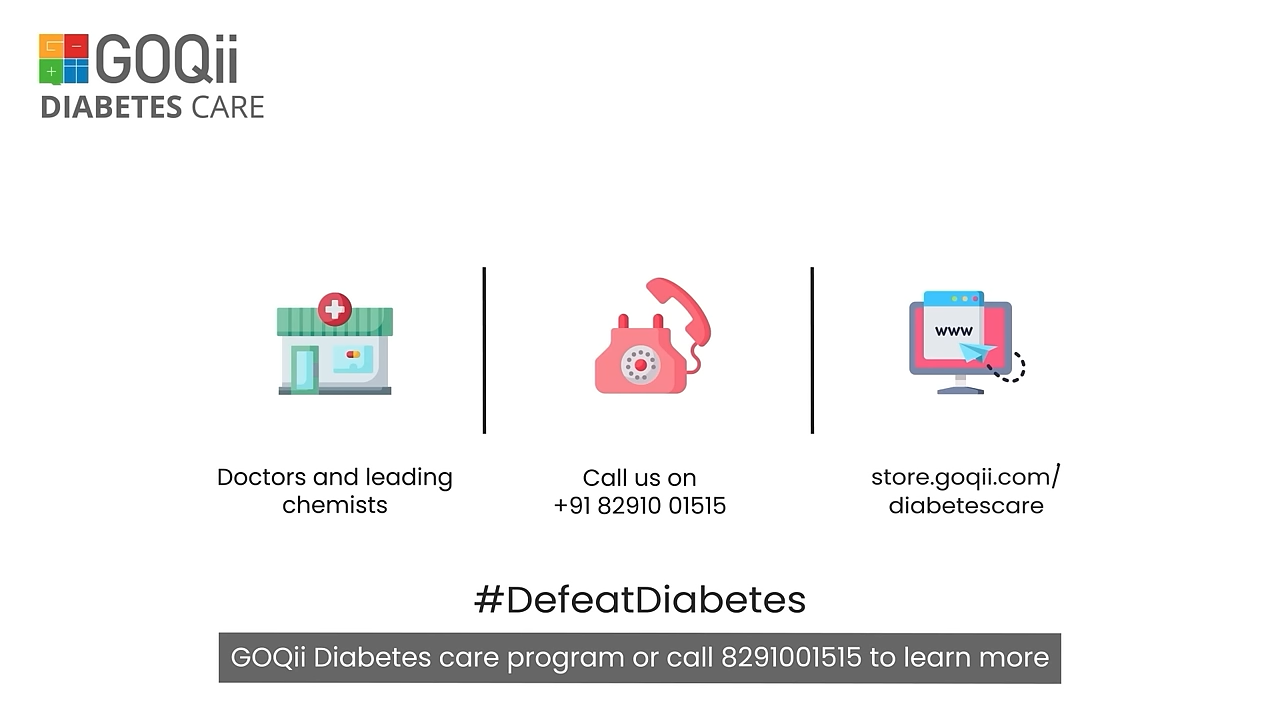 GOQii
DIABETES CARE
www
Doctors and leading
chemists
Call us on
+91 82910 01515
store.goqii.com/
diabetescare
#DefeatDiabetes
GOQii Diabetes care program or call 8291001515 to learn more